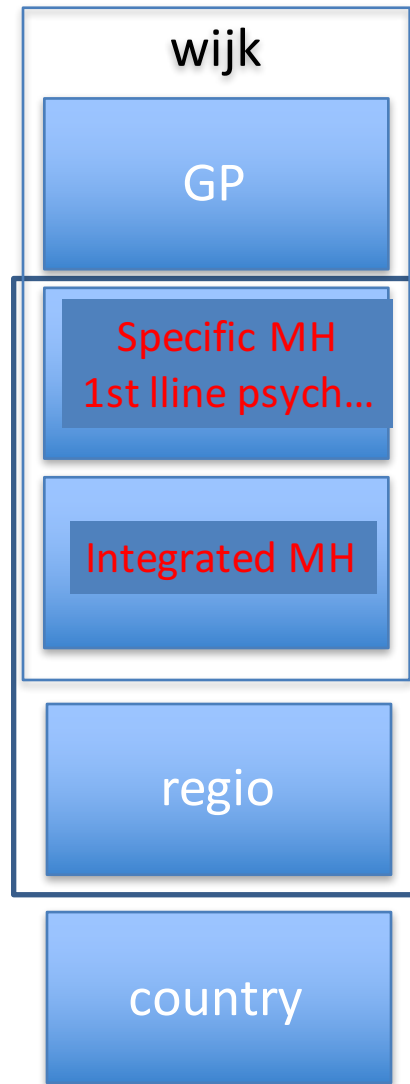 wijk
GP
Specific MH
1st lline psych...
Integrated MH
regio
country